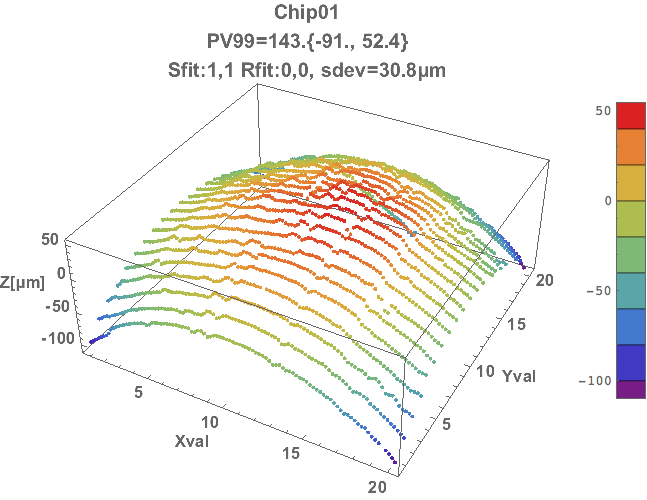 Chip01
PV99=143.{-91., 52.4}
Sfit:1,1 Rfit:0,0, sdev=30.8µm
50
0
-50
-100
Z[µm]
50
0
-50
-100
5
10
15
20
Xval
5
10
15
20
Yval